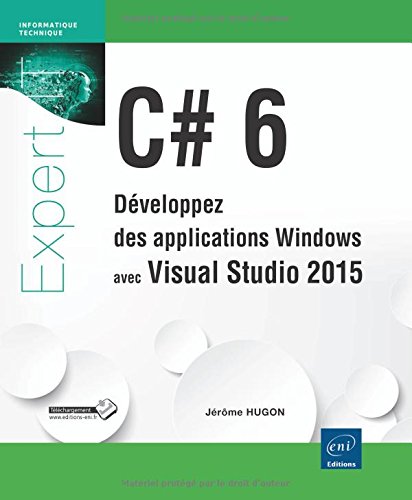 INFORMATIQUE
TECHNIQUE
Expert IT
C# 6
Développez
des applications Windows
avec Visual Studio 2015
Téléchargement
www.editions-eni.fr
Jérôme HUGON
eni
Editions
Matériel protégé par le droit d'auteur